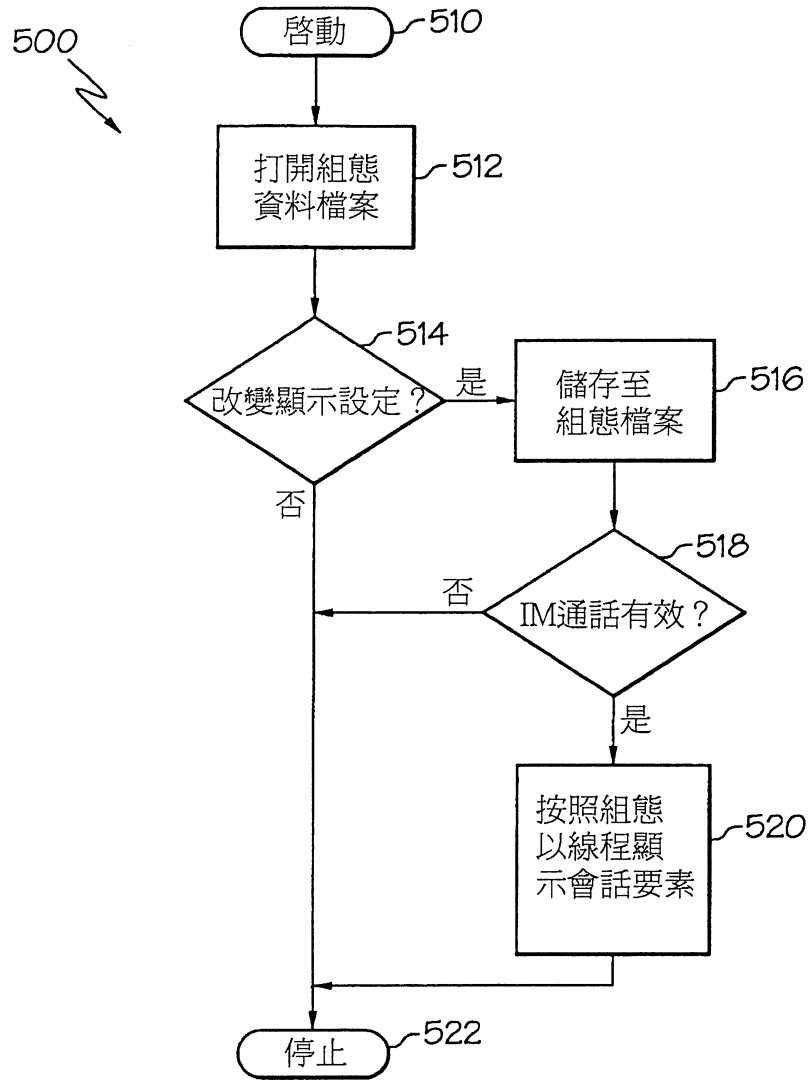 500
啓動
510
打開組態
資料檔案
512
改變顯示設定？
514
是
否
儲存至
組態檔案
516
IM通話有效？
518
否
是
按照組態
以線程顯
示會話要素
520
停止
522